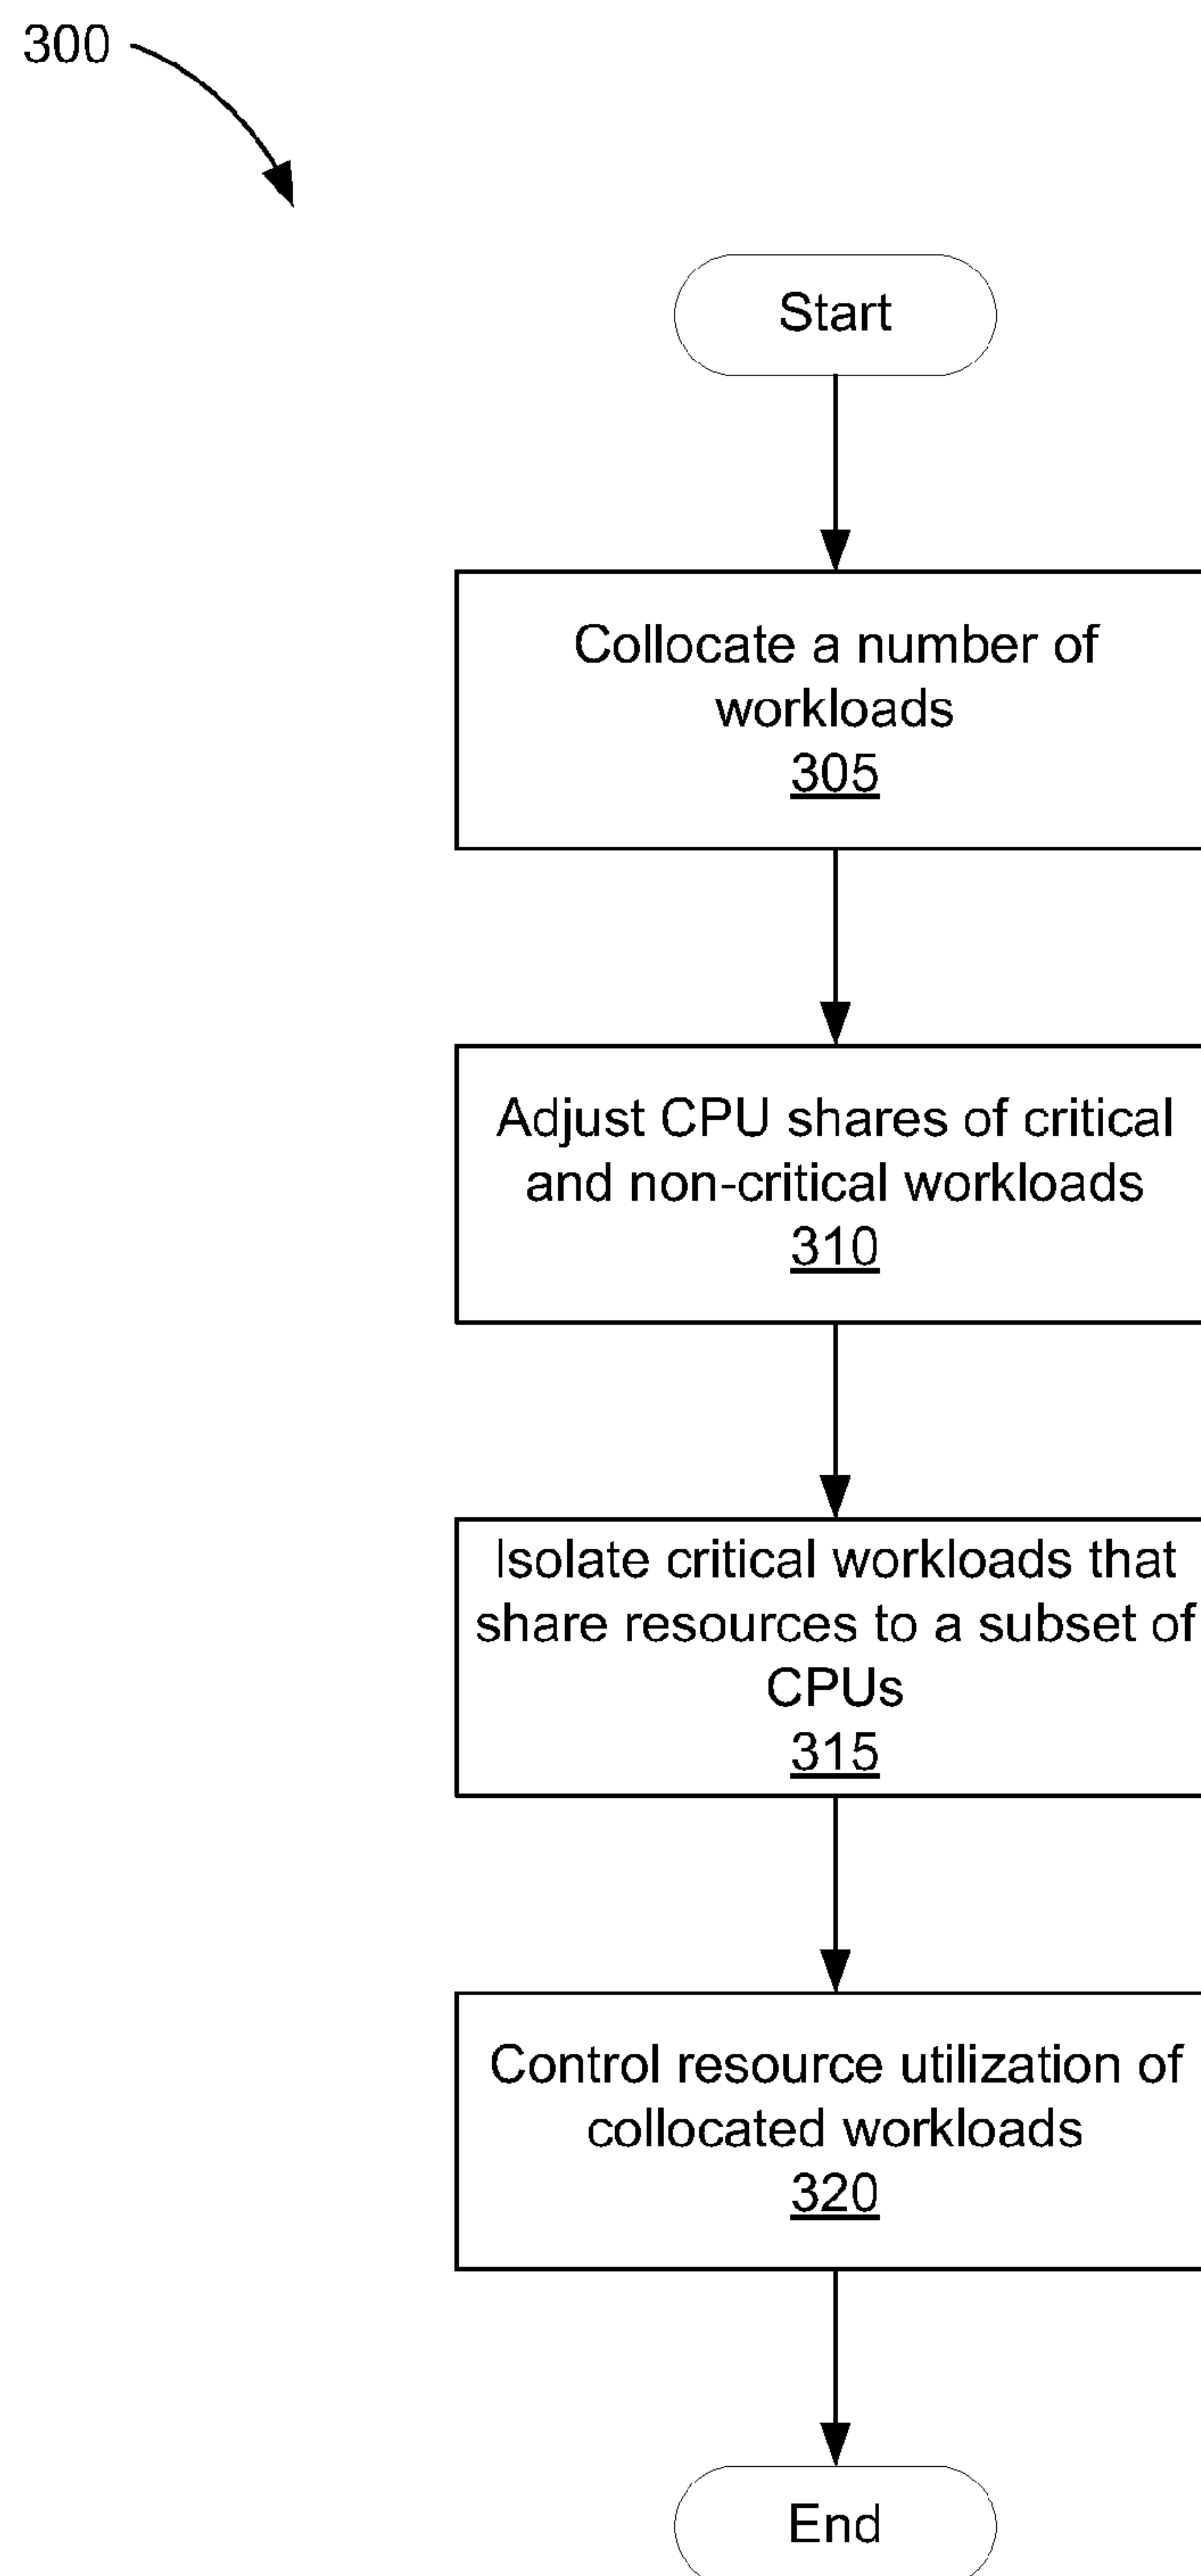 300
Start
Collocate a number of
workloads
305
Adjust CPU shares of critical
and non-critical workloads
310
Isolate critical workloads that
share resources to a subset of
CPUs
315
Control resource utilization of
collocated workloads
320
End